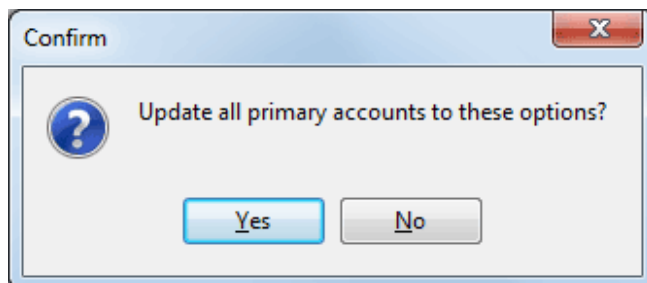 Confirm
Update all primary accounts to these options?
Yes No